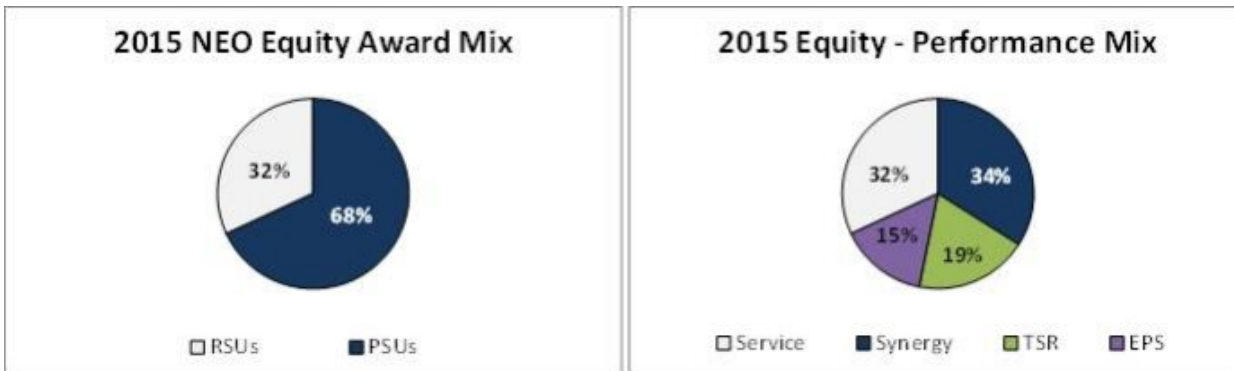 2015 NEO Equity Award Mix
32%
68%
RSUs PSUs
2015 Equity - Performance Mix
32%
34%
15%
19%
Service Synergy TSR EPS